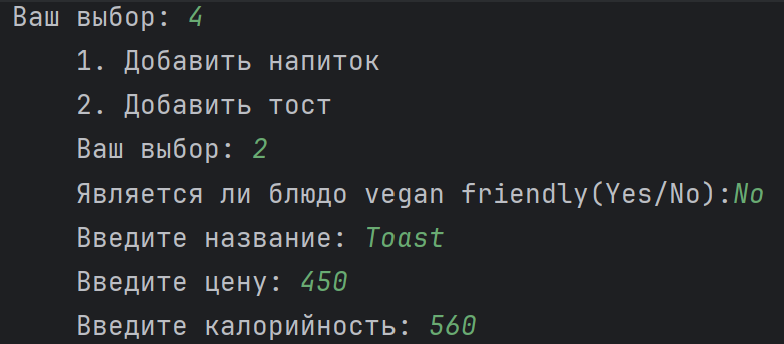 Ваш выбор: 4
1. Добавить напиток
2. Добавить тост
Ваш выбор: 2
Является ли блюдо vegan friendly(Yes/No):No
Введите название: Toast
Введите цену: 450
Введите калорийность: 560